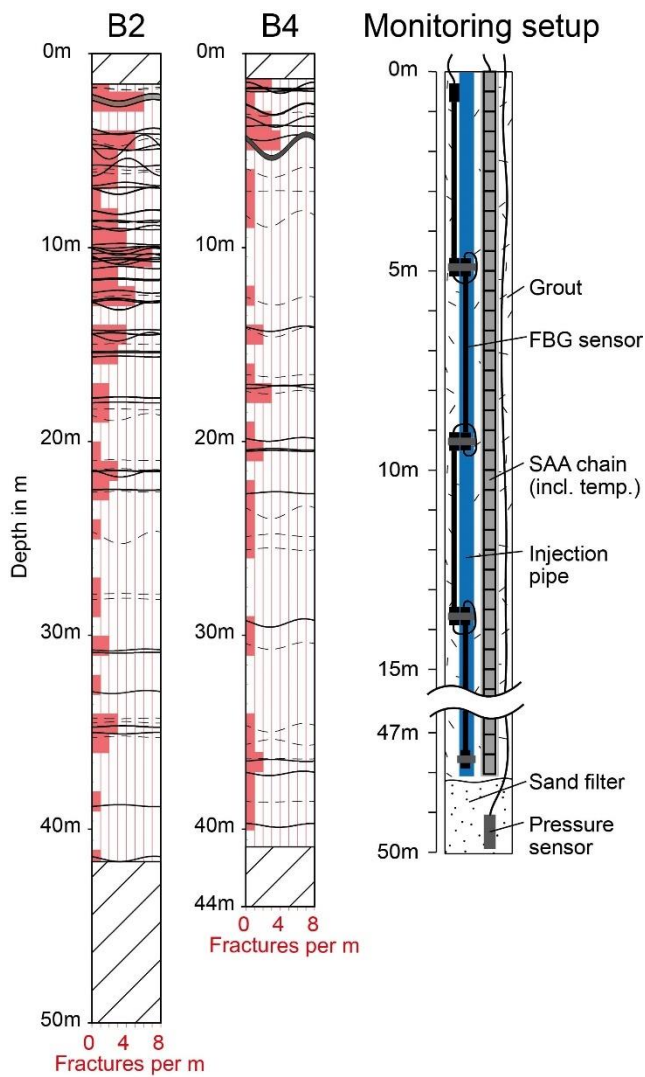 B2
B4
Monitoring setup
0m
10m
20m
30m
40m
50m
Depth in m
0 4 8
Fractures per m
0m
10m
20m
30m
40m
44m
0 4 8
Fractures per m
0m
5m
10m
15m
47m
50m
Grout
FBG sensor
SAA chain
(incl. temp.)
Injection
pipe
Sand filter
Pressure
sensor